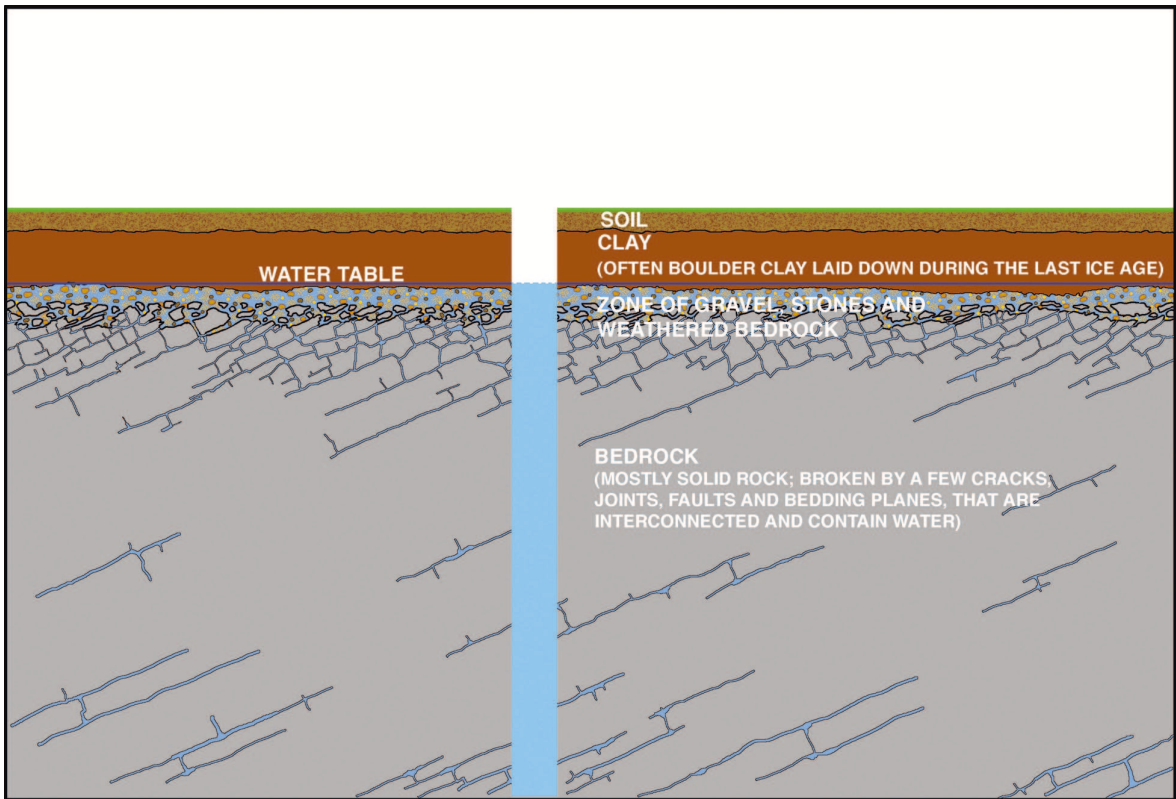 SOIL
CLAY
(OFTEN BOULDER CLAY LAID DOWN DURING THE LAST ICE AGE)
WATER TABLE
ZONE OF GRAVEL, STONES AND
WEATHERED BEDROCK
BEDROCK
(MOSTLY SOLID ROCK; BROKEN BY A FEW CRACKS,
JOINTS, FAULTS AND BEDDING PLANES, THAT ARE
INTERCONNECTED AND CONTAIN WATER)